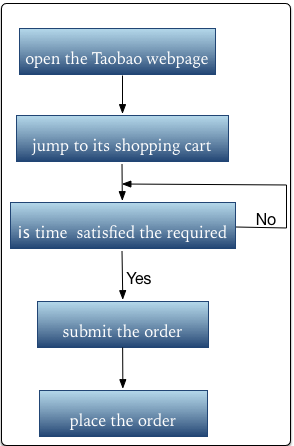 open the Taobao webpage
jump to its shopping cart
is time satisfied the required
No
Yes
submit the order
place the order